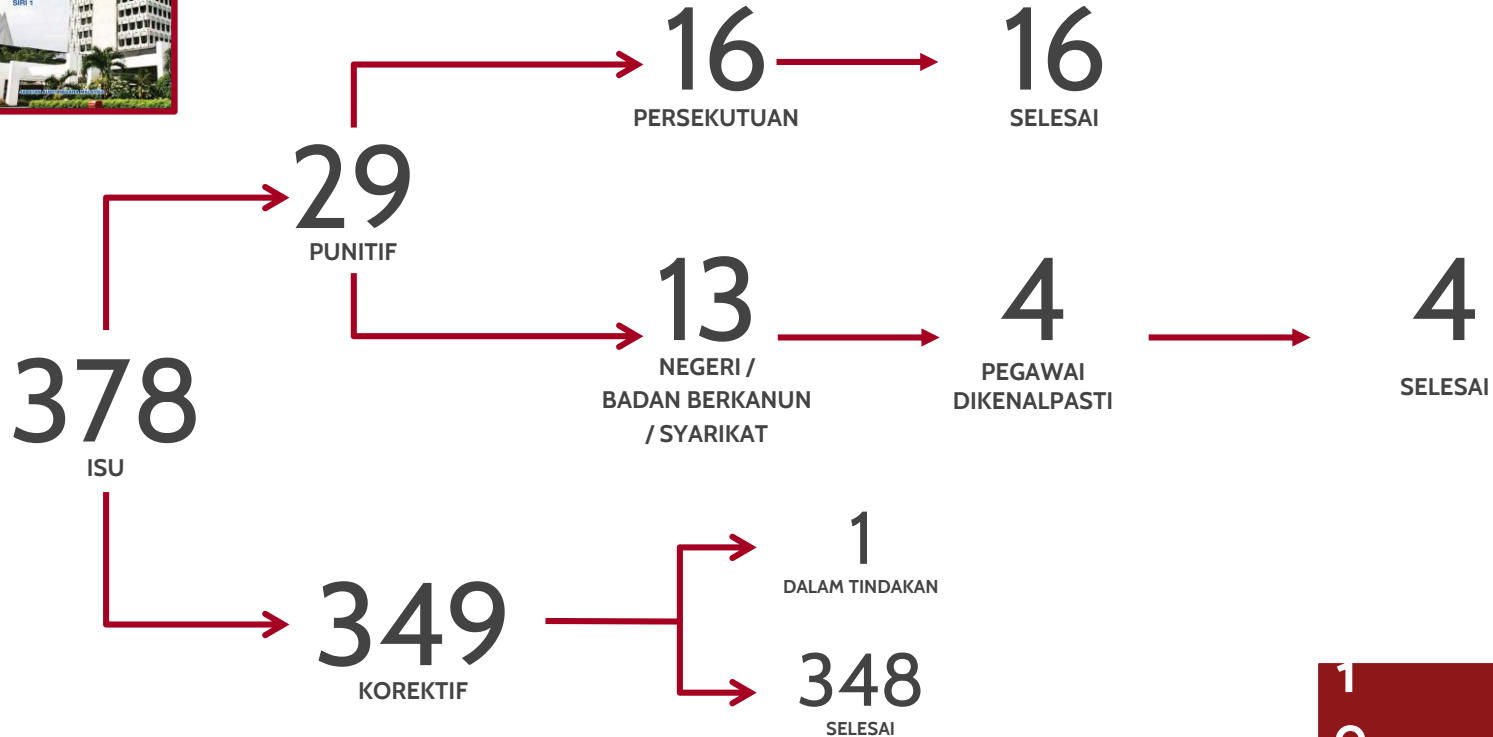 SIRI 1
16
PERSEKUTUAN
16
SELESAI
29
PUNITIF
13
NEGERI /
BADAN BERKANUN
/ SYARIKAT
4
PEGAWAI
DIKENALPASTI
4
SELESAI
378
ISU
349
KOREKTIF
1
DALAM TINDAKAN
348
SELESAI
1